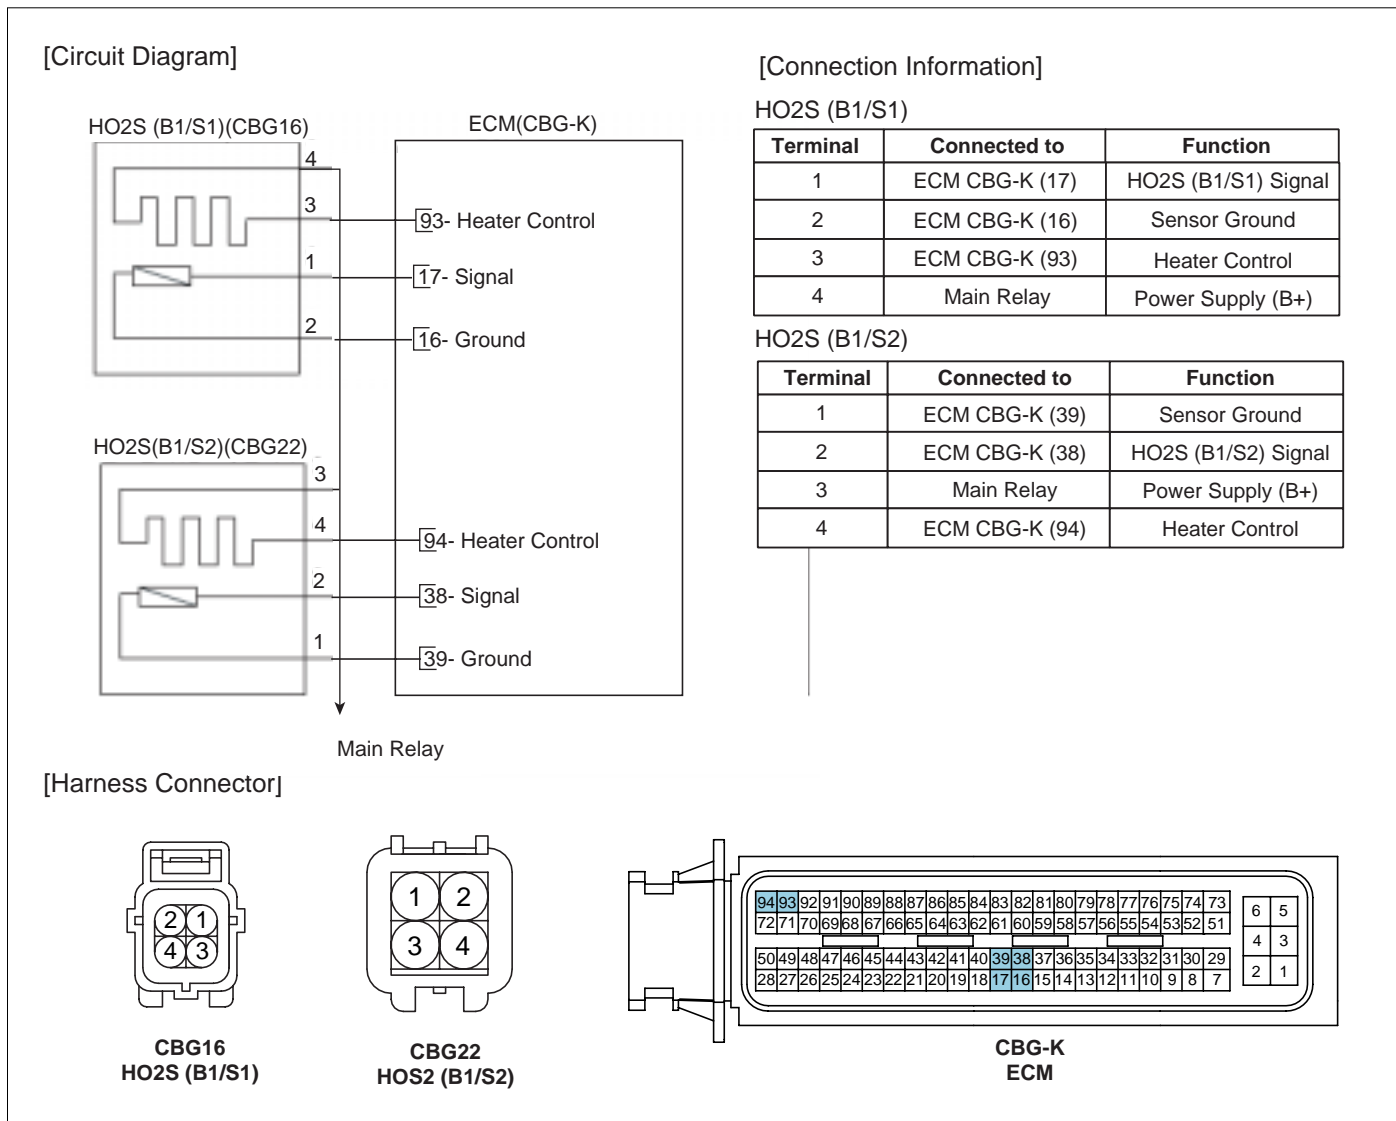 [Circuit Diagram]
HO2S (B1/S1)(CBG16)
ECM(CBG-K)
4
3
93- Heater Control
1
17- Signal
2
16- Ground
HO2S(B1/S2)(CBG22)
3
4
94- Heater Control
2
38- Signal
1
39- Ground
Main Relay
[Connection Information]
HO2S (B1/S1)
Terminal Connected to Function
1 ECM CBG-K (17) HO2S (B1/S1) Signal
2 ECM CBG-K (16) Sensor Ground
3 ECM CBG-K (93) Heater Control
4 Main Relay Power Supply (B+)
HO2S (B1/S2)
Terminal Connected to Function
1 ECM CBG-K (39) Sensor Ground
2 ECM CBG-K (38) HO2S (B1/S2) Signal
3 Main Relay Power Supply (B+)
4 ECM CBG-K (94) Heater Control
[Harness Connector]
2 1
4 3
CBG16
HO2S (B1/S1)
1 2
3 4
CBG22
HOS2 (B1/S2)
94 93 92 91 90 89 88 87 86 85 84 83 82 81 80 79 78 77 76 75 74 73
72 71 70 69 68 67 66 65 64 63 62 61 60 59 58 57 56 55 54 53 52 51
50 49 48 47 46 45 44 43 42 41 40 39 38 37 36 35 34 33 32 31 30 29
28 27 26 25 24 23 22 21 20 19 18 17 16 15 14 13 12 11 10 9 8 7
6 5
4 3
2 1
CBG-K
ECM